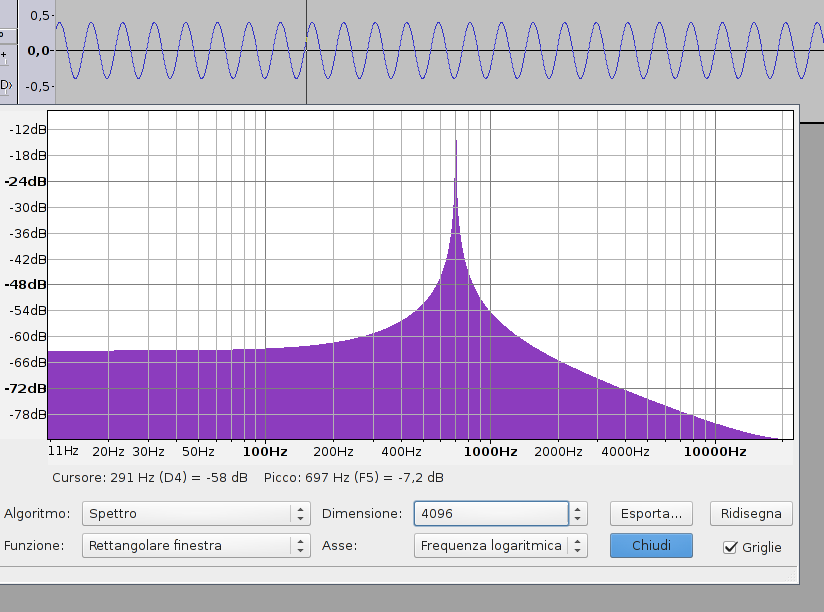 0,5
0,0
-0,5
+
D)
-12dB
-18dB
-24dB
-30dB
-36dB
-42dB
-48dB
-54dB
-60dB
-66dB
-72dB
-78dB
11Hz 20Hz 30Hz 50Hz 100Hz 200Hz 400Hz 1000Hz 2000Hz 4000Hz 10000Hz
Cursore: 291 Hz (D4) = -58 dB Picco: 697 Hz (F5) = -7,2 dB
Algoritmo: Spettro Dimensione: 4096 Esporta... Ridisegna
Funzione: Rettangolare finestra Asse: Frequenza logaritmica Chiudi Griglie